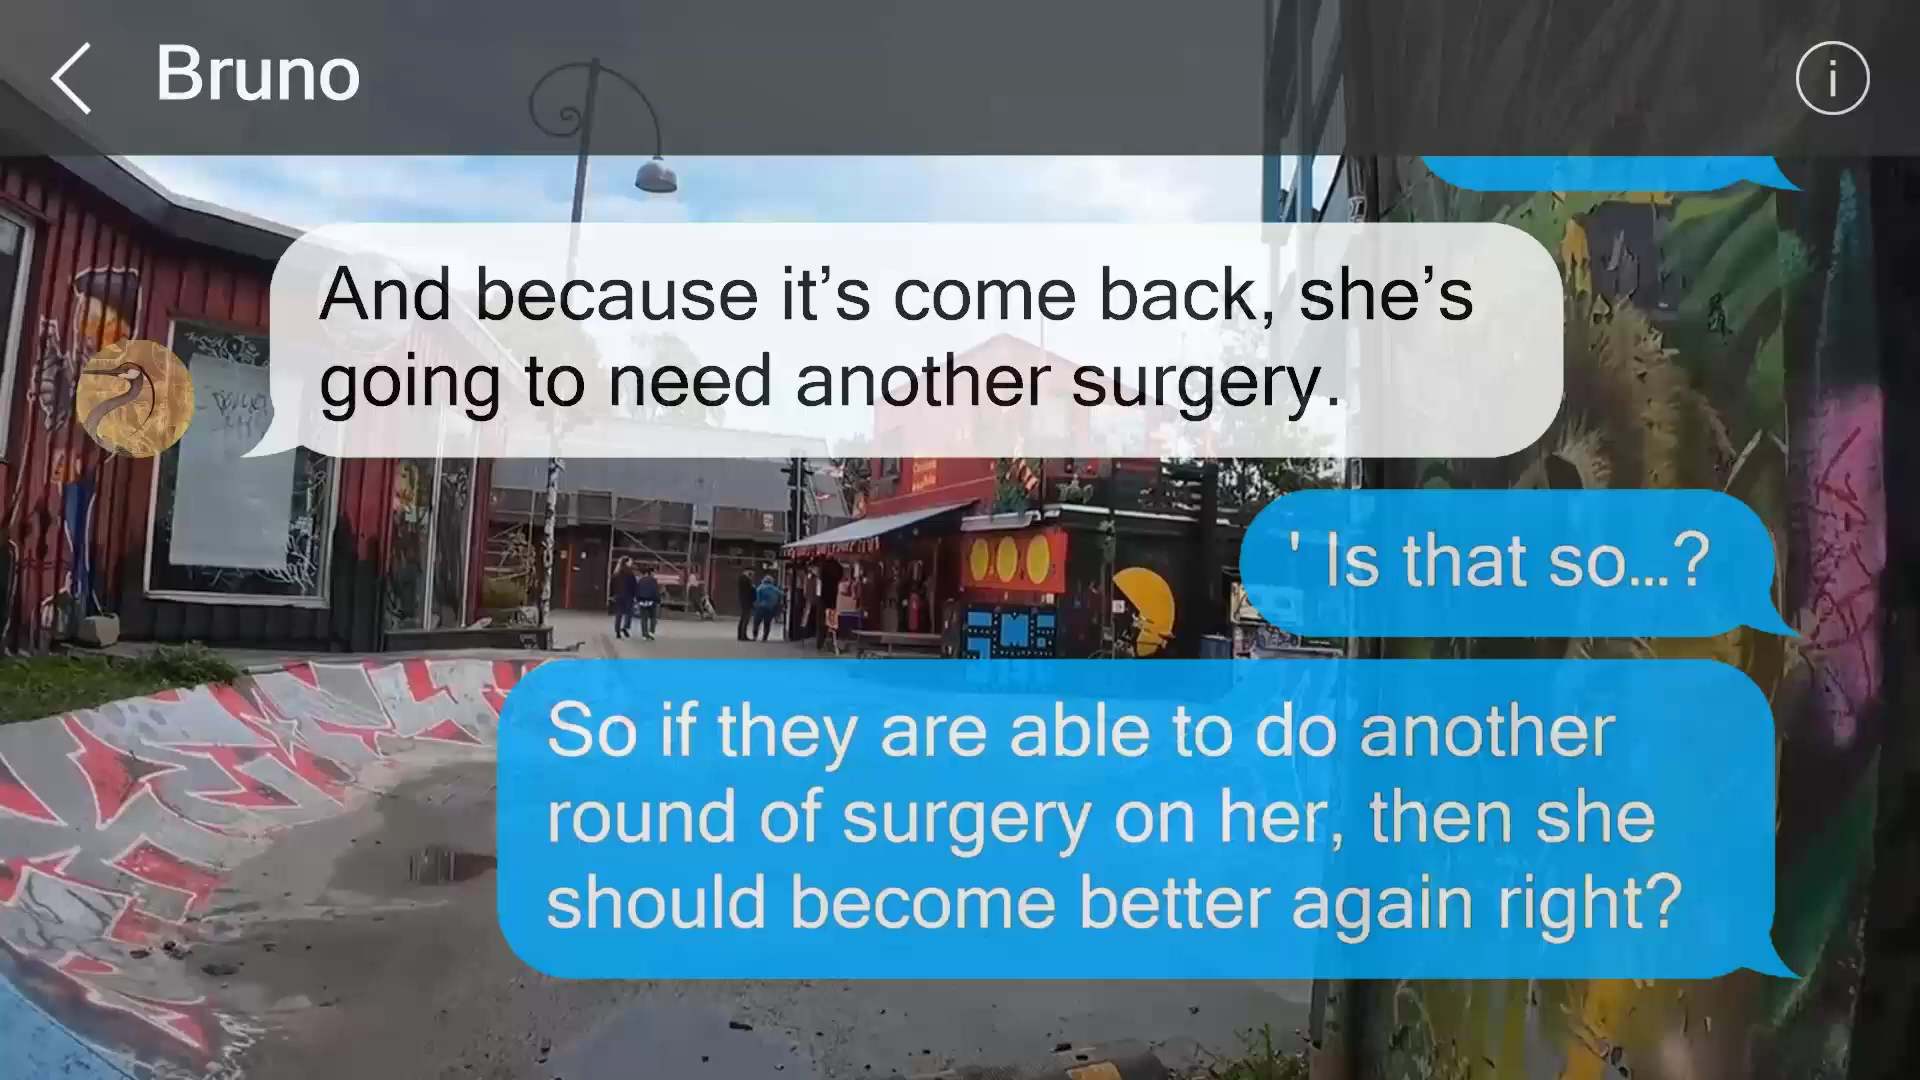 Bruno
i
And because it’s come back, she’s
going to need another surgery.
' Is that so...?
So if they are able to do another
round of surgery on her, then she
should become better again right?